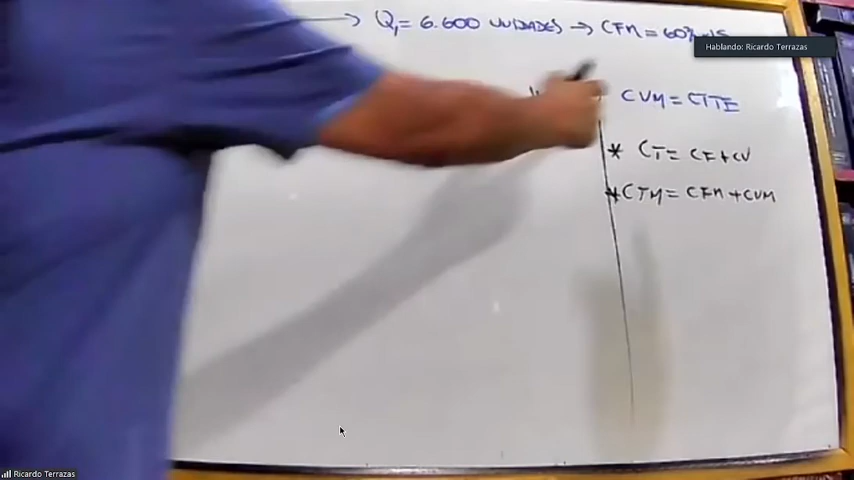 Q₁= 6.600 UNIDADES → CFM = 60
Hablando: Ricardo Terrazas
CVM = CTTE
* CT = CF+CV
* CTM = CFM + CVM
Ricardo Terrazas